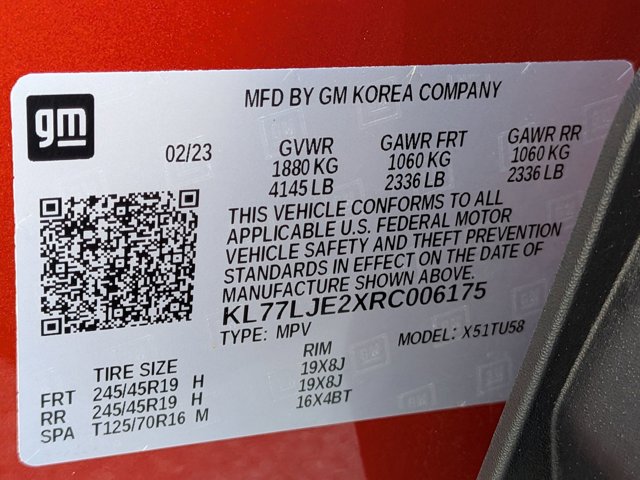 gm
MFD BY GM KOREA COMPANY
02/23
GVWR
1880 KG
4145 LB
GAWR FRT
1060 KG
2336 LB
GAWR RR
1060 KG
2336 LB
THIS VEHICLE CONFORMS TO ALL
APPLICABLE U.S. FEDERAL MOTOR
VEHICLE SAFETY AND THEFT PREVENTION
STANDARDS IN EFFECT ON THE DATE OF
MANUFACTURE SHOWN ABOVE.
KL77LJE2XRC006175
TYPE: MPV
MODEL: X51TU58
TIRE SIZE RIM
FRT 245/45R19 H 19X8J
RR 245/45R19 H 19X8J
SPA T125/70R16 M 16X4BT